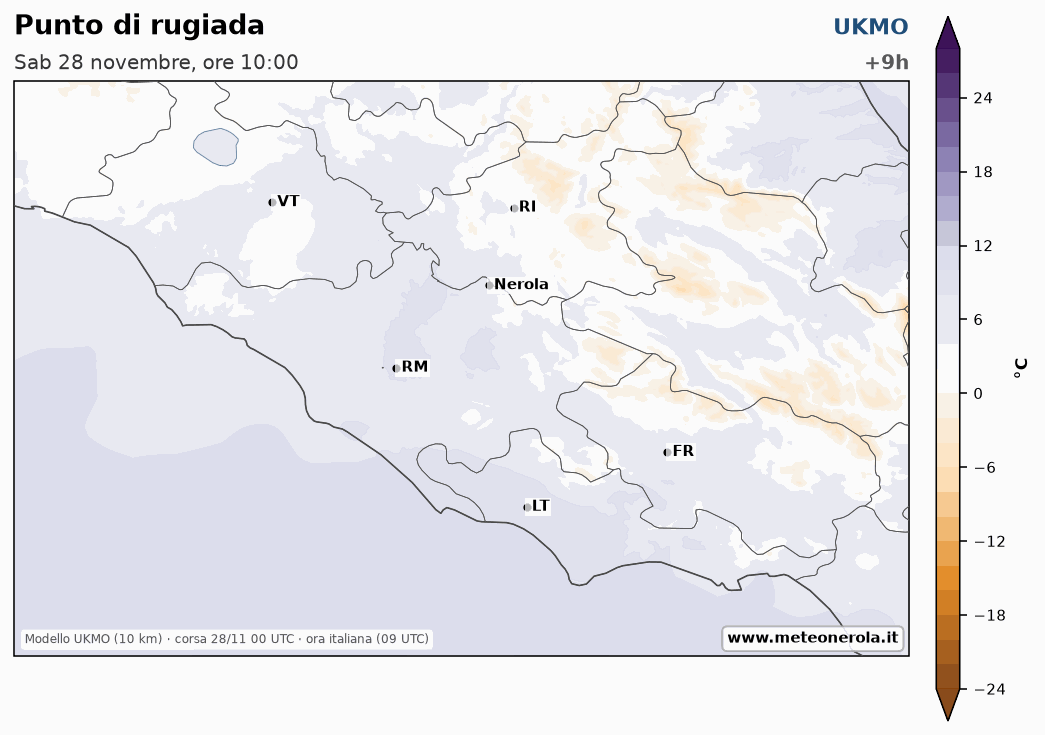 Punto di rugiada
UKMO
Sab 28 novembre, ore 10:00
+9h
VT
RI
Nerola
RM
FR
LT
24
18
12
6
0
−6
−12
−18
−24
°C
Modello UKMO (10 km) · corsa 28/11 00 UTC · ora italiana (09 UTC)
www.meteonerola.it